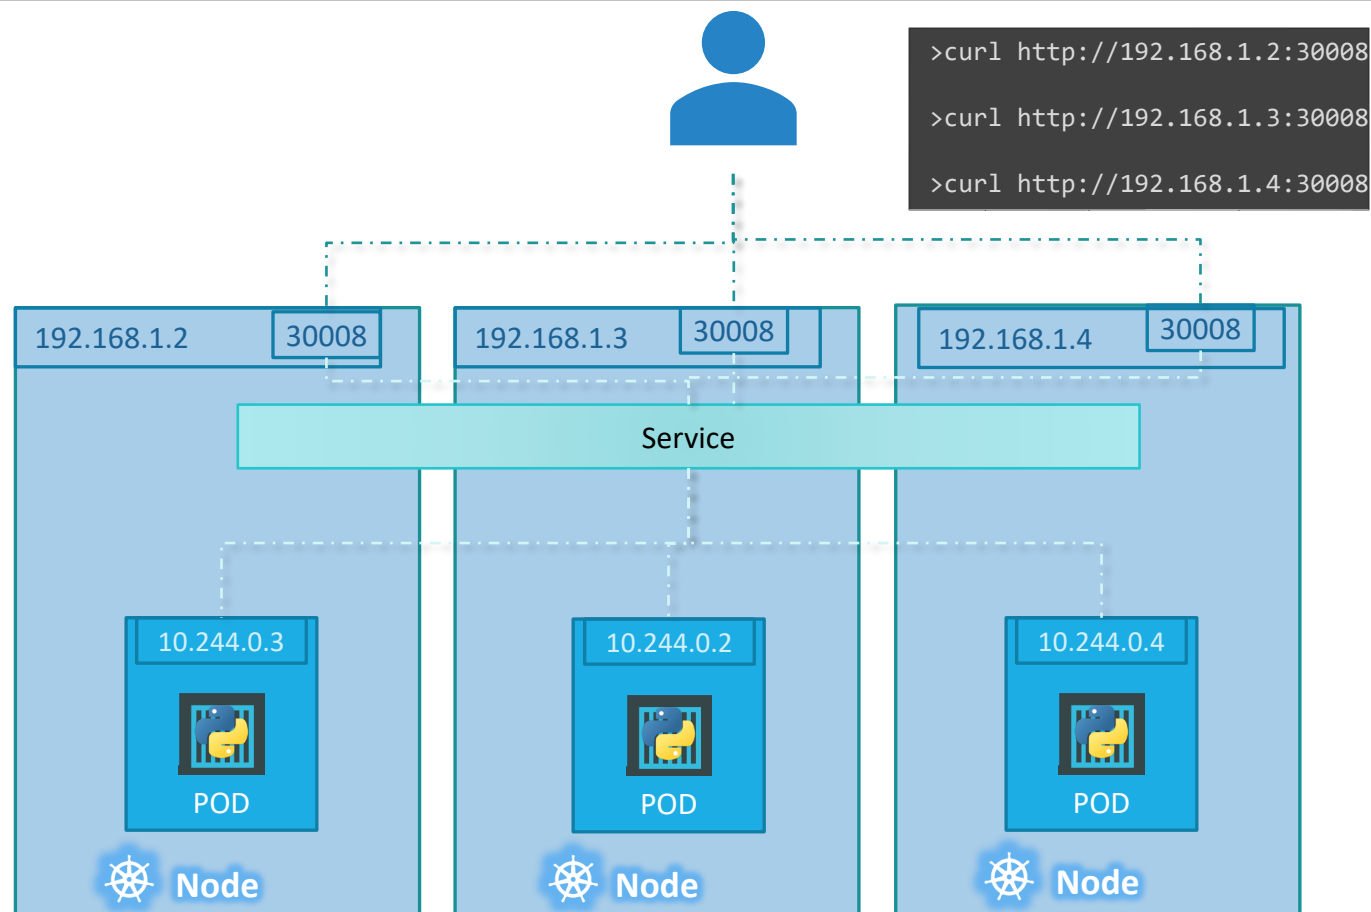 >curl http://192.168.1.2:30008
>curl http://192.168.1.3:30008
>curl http://192.168.1.4:30008
192.168.1.2
30008
192.168.1.3
30008
192.168.1.4
30008
Service
10.244.0.3
10.244.0.2
10.244.0.4
POD
POD
POD
Node
Node
Node